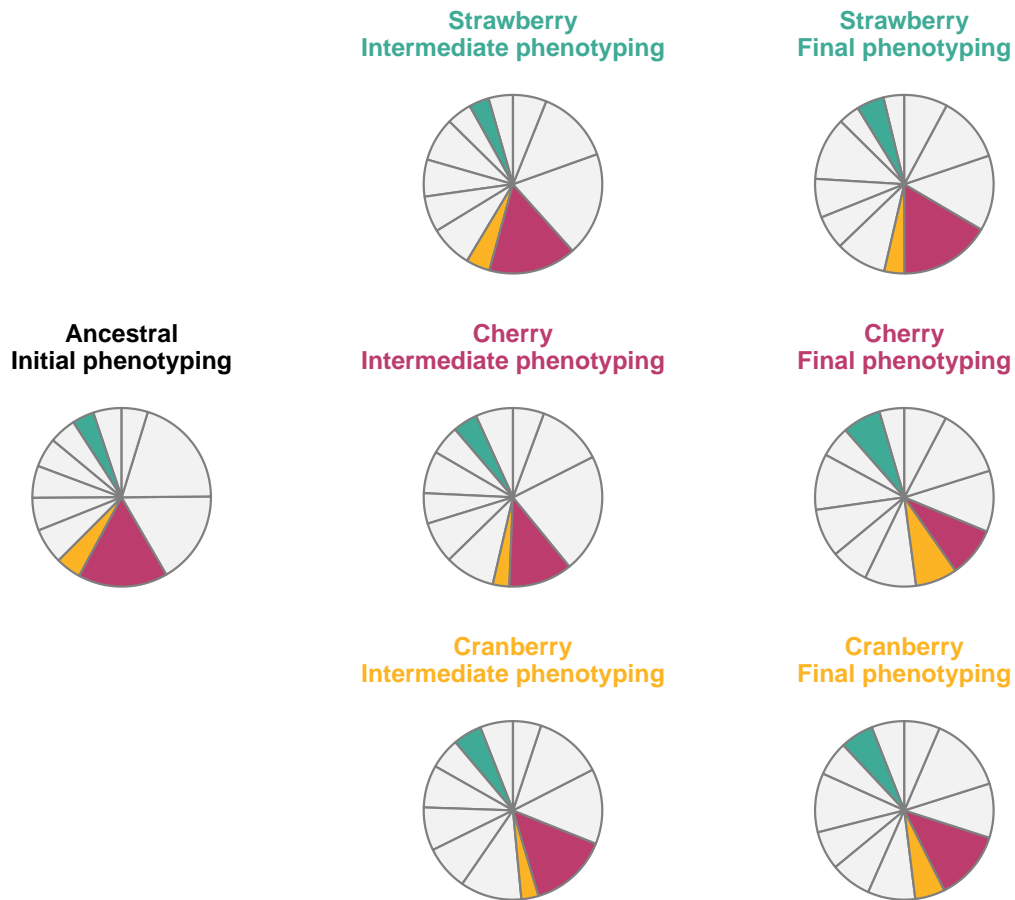 Strawberry
Intermediate phenotyping
Strawberry
Final phenotyping
Ancestral
Initial phenotyping
Cherry
Intermediate phenotyping
Cherry
Final phenotyping
Cranberry
Intermediate phenotyping
Cranberry
Final phenotyping